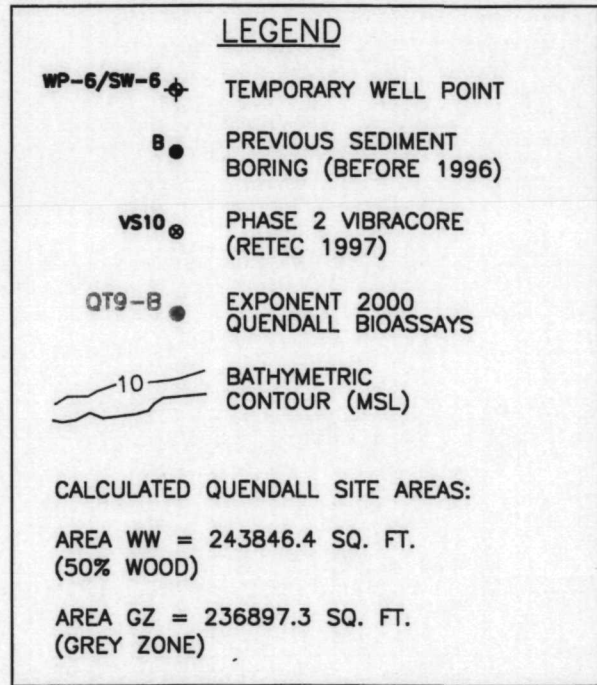 LEGEND
WP-6/SW-6 TEMPORARY WELL POINT
B PREVIOUS SEDIMENT
BORING (BEFORE 1996)
VS10 PHASE 2 VIBRACORE
(RETEC 1997)
QT9-B EXPONENT 2000
QUENDALL BIOASSAYS
10 BATHYMETRIC
CONTOUR (MSL)
CALCULATED QUENDALL SITE AREAS:
AREA WW = 243846.4 SQ. FT.
(50% WOOD)
AREA GZ = 236897.3 SQ. FT.
(GREY ZONE)